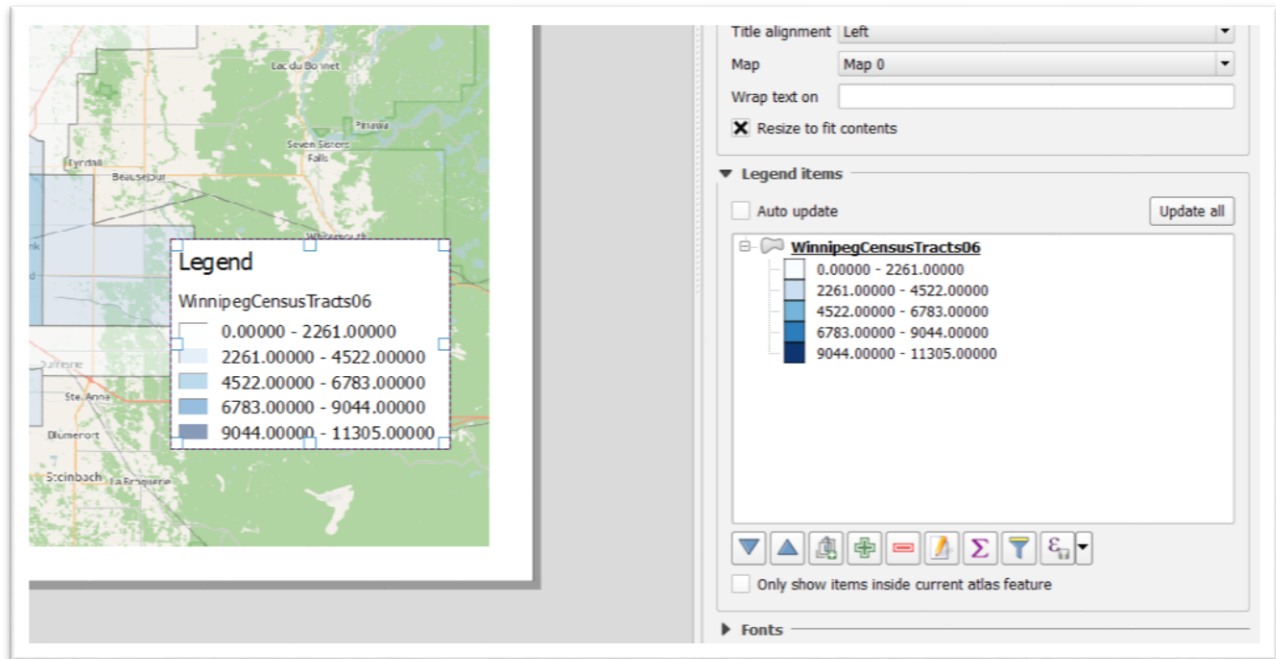 Lac du Bonnet
Pinawa
Seven Sisters
Falls
Tyndall
Beausejour
Whitemouth
nk
d
Dufresne
Ste. Anne
Blumenort
Steinbach
La Broquerie
Legend
WinnipegCensusTracts06
0.00000 - 2261.00000
2261.00000 - 4522.00000
4522.00000 - 6783.00000
6783.00000 - 9044.00000
9044.00000 - 11305.00000
Title alignment Left
Map Map 0
Wrap text on
Resize to fit contents
Legend items
Auto update
Update all
WinnipegCensusTracts06
0.00000 - 2261.00000
2261.00000 - 4522.00000
4522.00000 - 6783.00000
6783.00000 - 9044.00000
9044.00000 - 11305.00000
Σ ε
Only show items inside current atlas feature
Fonts